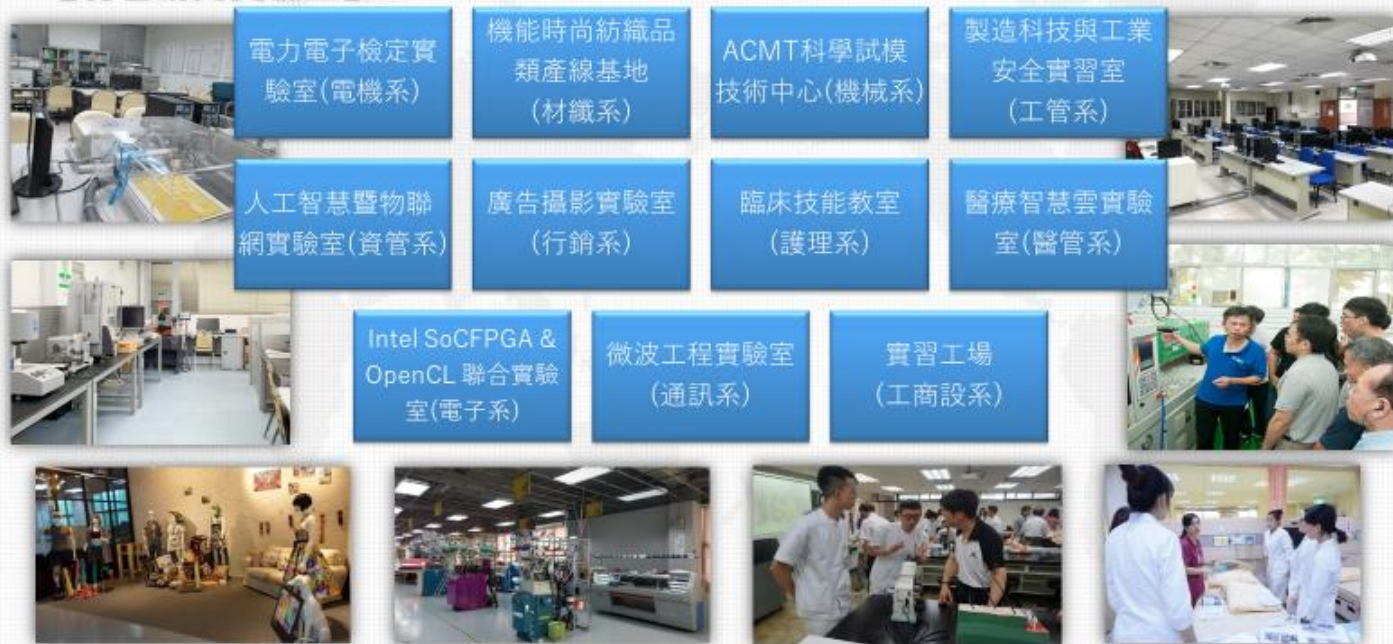 電力電子檢定實
驗室(電機系)
機能時尚紡織品
類產線基地
(材纖系)
ACMT科學試模
技術中心(機械系)
製造科技與工業
安全實習室
(工管系)
人工智慧暨物聯
網實驗室(資管系)
廣告攝影實驗室
(行銷系)
臨床技能教室
(護理系)
醫療智慧雲實驗
室(醫管系)
Intel SoCFPGA &
OpenCL 聯合實驗
室(電子系)
微波工程實驗室
(通訊系)
實習工場
(工商設系)